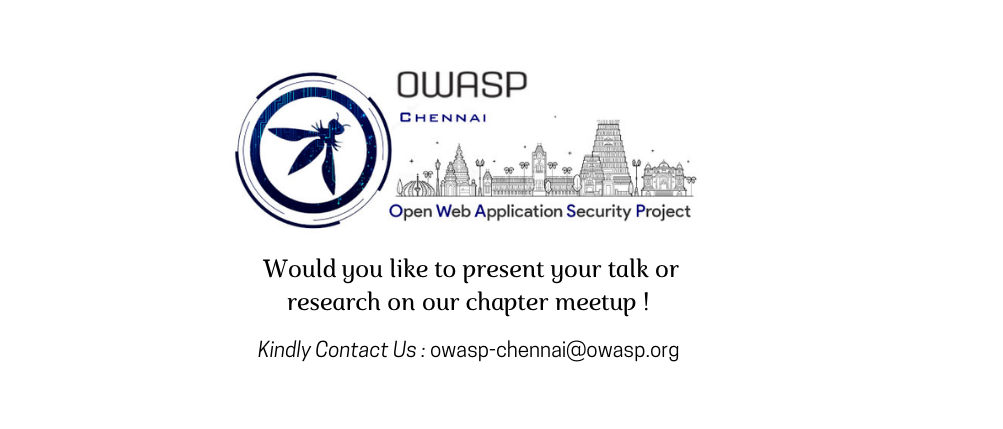 OWASP
CHENNAI
Open Web Application Security Project
Would you like to present your talk or
research on our chapter meetup !
Kindly Contact Us : owasp-chennai@owasp.org